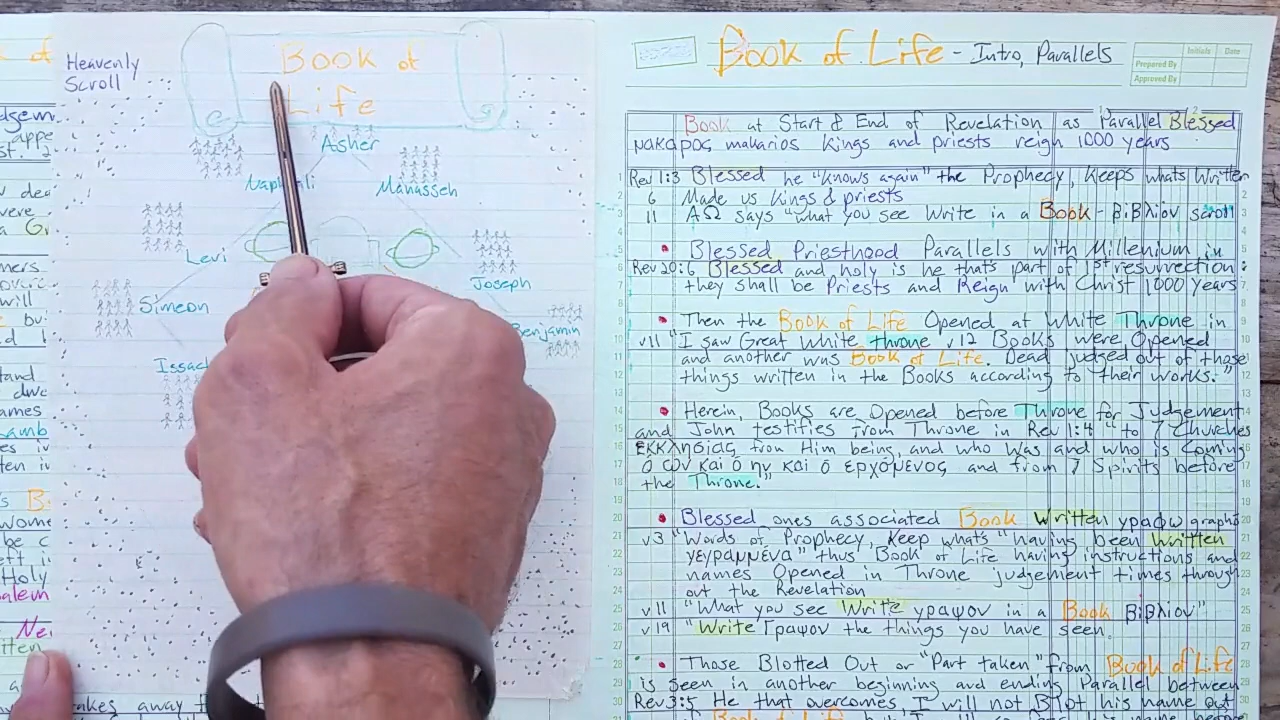 Heavenly
Scroll
Book of
Life
Asher
Naphtali
Manasseh
Levi
Joseph
Simeon
Benjamin
Issac
Book of Life - Intro, Parallels
Initials Date
Prepared By
Approved By
Book at Start & End of Revelation as Parallel Blessed
μακαρος makarios Kings and priests reign 1000 years
Rev 1:3 Blessed he "knows again" the Prophecy, Keeps whats Written
6 Made us Kings & priests
11 ΑΩ says "what you see Write in a Book - βιβλίον scroll
• Blessed Priesthood Parallels with Millenium in
Rev 20:6 Blessed and holy is he thats part of 1st resurrection;
they shall be Priests and Reign with Christ 1000 years
• Then the Book of Life Opened at White Throne in
v11 "I saw Great White throne v12 Books were Opened
and another was Book of Life. Dead judged out of those
things written in the Books according to their works."
• Herein, Books are Opened before Throne for Judgement
and John testifies from Throne in Rev 1:4 "to 7 Churches
εκκλησιας from Him being, and who Was and who is Coming
ὁ ων και ὁ ην και ὁ ερχόμενος and from 7 Spirits before
the Throne."
• Blessed ones associated Book Written γραφω graphō
v3 "Words of Prophecy, Keep what's "having been Written
γεγραμμένα" thus Book of Life having instructions and
names Opened in Throne judgement times through
out the Revelation
v11 "What you see Write γραψον in a Book βιβλίον"
v19 "Write Γραψον the things you have seen.
• Those Blotted Out or "Part taken" from Book of Life
is seen in another beginning and ending Parallel between
Rev 3:5 He that overcomes I will not Blot his name out